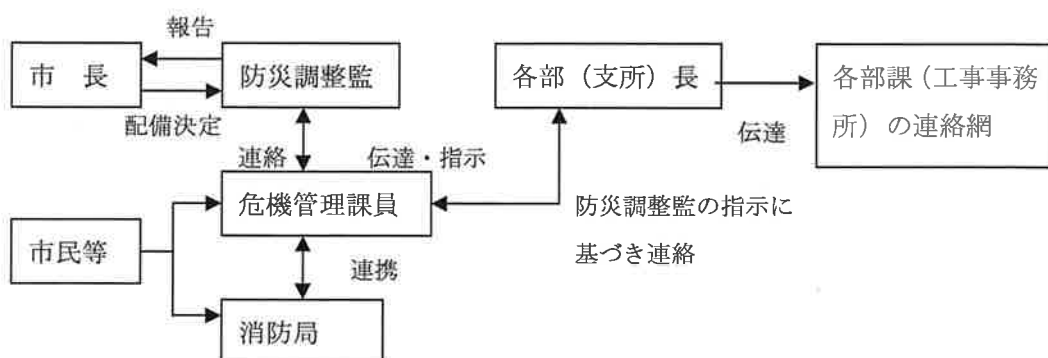 報告
市　長
防災調整監
各部（支所）長
各部課（工事事務
所）の連絡網
配備決定
伝達
連絡
伝達・指示
危機管理課員
防災調整監の指示に
基づき連絡
市民等
連携
消防局